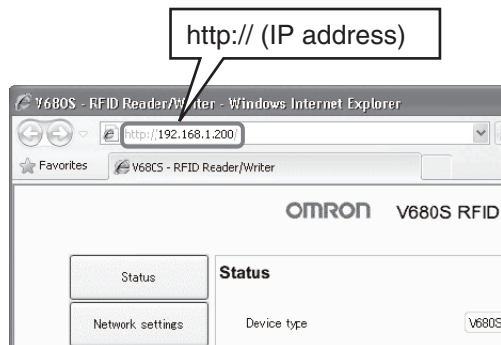 http:// (IP address)
V680S - RFID Reader/Writer - Windows Internet Explorer
http://192.168.1.200/
Favorites
V680S - RFID Reader/Writer
OMRON V680S RFID
Status
Status
Network settings
Device type
V680S